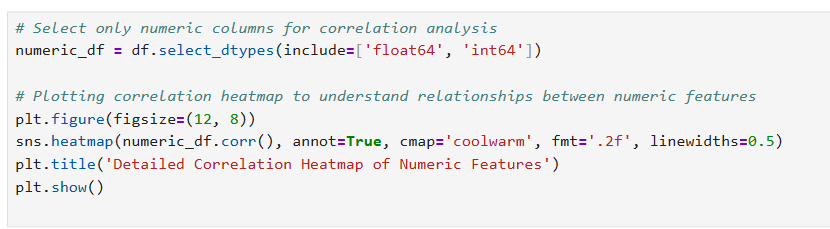 # Select only numeric columns for correlation analysis
numeric_df = df.select_dtypes(include=['float64', 'int64'])
# Plotting correlation heatmap to understand relationships between numeric features
plt.figure(figsize=(12, 8))
sns.heatmap(numeric_df.corr(), annot=True, cmap='coolwarm', fmt='.2f', linewidths=0.5)
plt.title('Detailed Correlation Heatmap of Numeric Features')
plt.show()